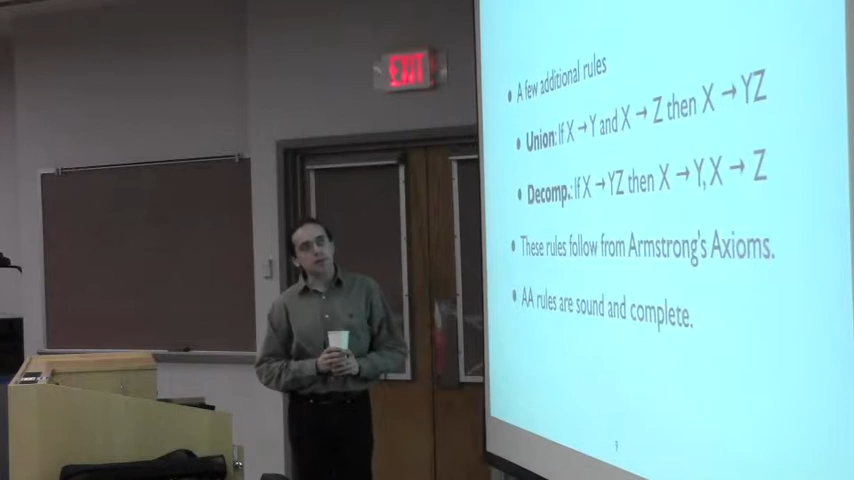 EXIT
• A few additional rules
• Union: If X → Y and X → Z then X → YZ
• Decomp.: If X → YZ then X → Y, X → Z
• These rules follow from Armstrong's Axioms.
• AA rules are sound and complete.
9